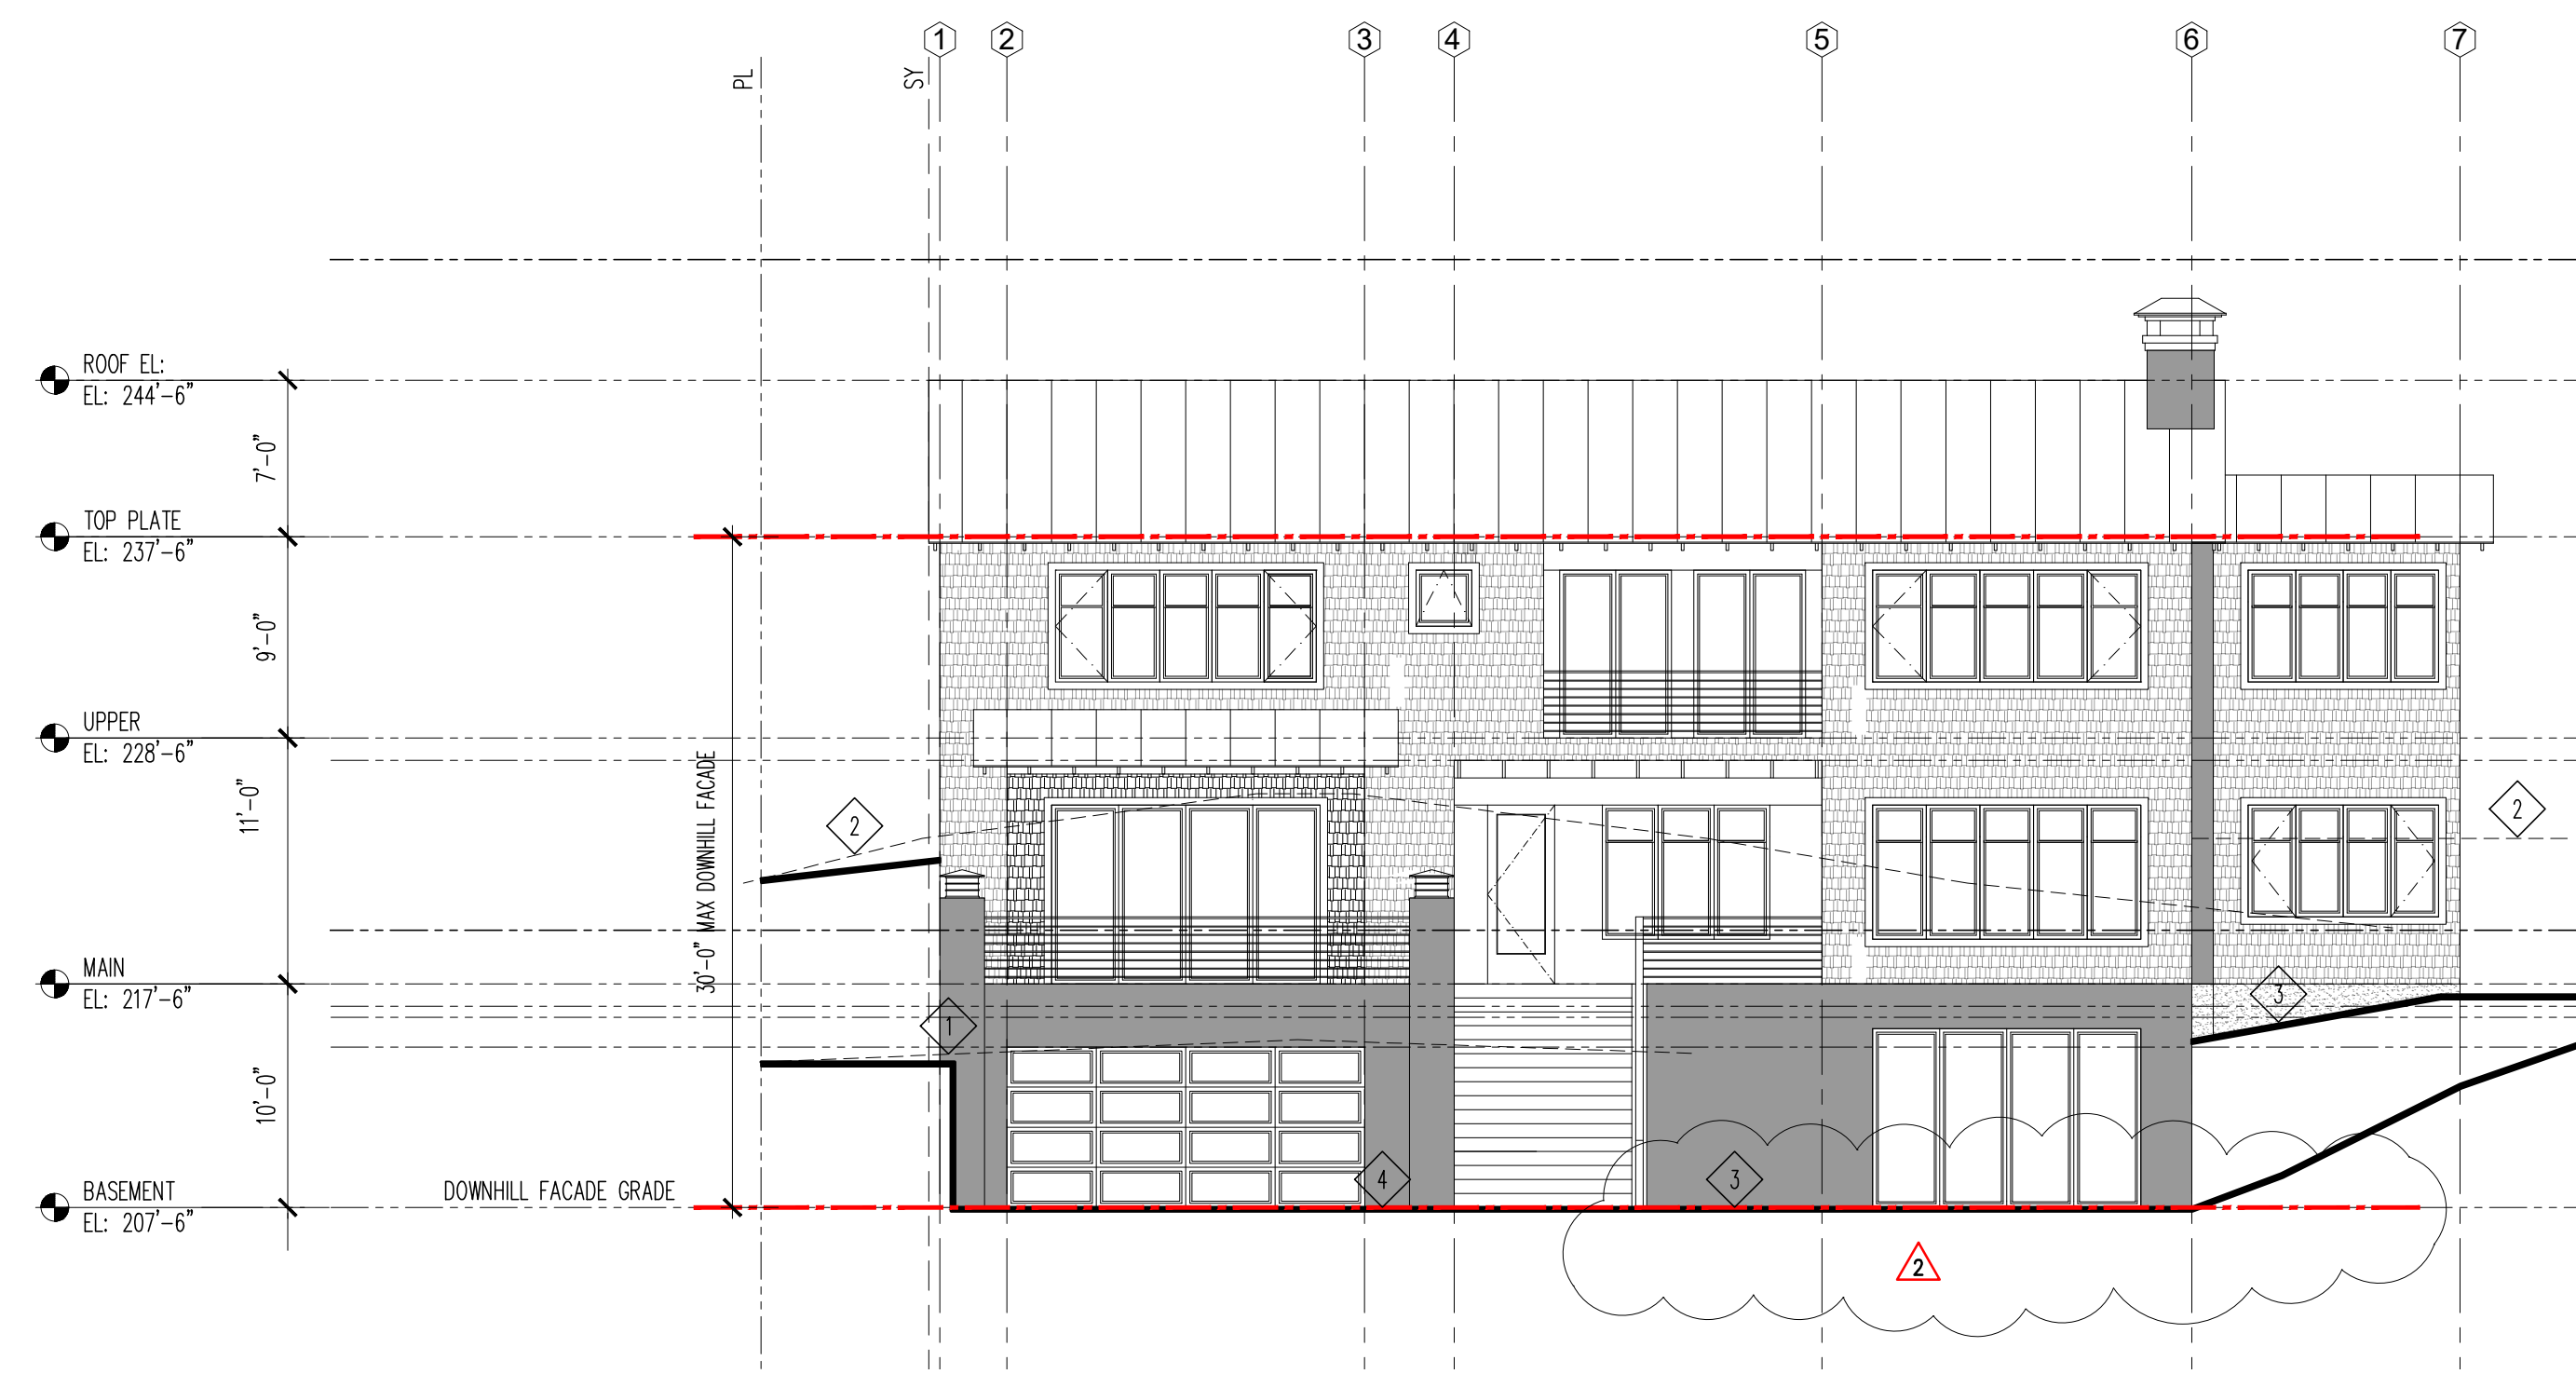 1 2 3 4 5 6 7
PL
SY
ROOF EL:
EL: 244'-6"
7'-0"
TOP PLATE
EL: 237'-6"
9'-0"
UPPER
EL: 228'-6"
11'-0"
30'-0" MAX DOWNHILL FACADE
2
2
MAIN
EL: 217'-6"
1
3
10'-0"
BASEMENT
EL: 207'-6"
DOWNHILL FACADE GRADE
4
3
2